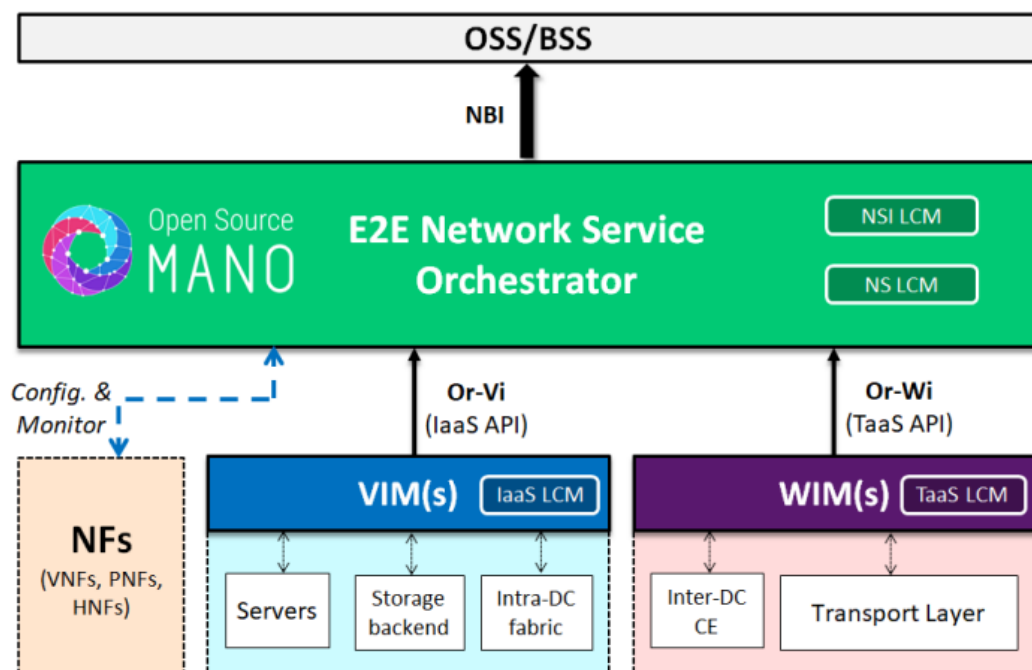 OSS/BSS
NBI
Open Source
MANO
E2E Network Service
Orchestrator
NSI LCM
NS LCM
Config. &
Monitor
Or-Vi
(IaaS API)
Or-Wi
(TaaS API)
NFs
(VNFs, PNFs,
HNFs)
VIM(s)
IaaS LCM
Servers
Storage
backend
Intra-DC
fabric
WIM(s)
TaaS LCM
Inter-DC
CE
Transport Layer